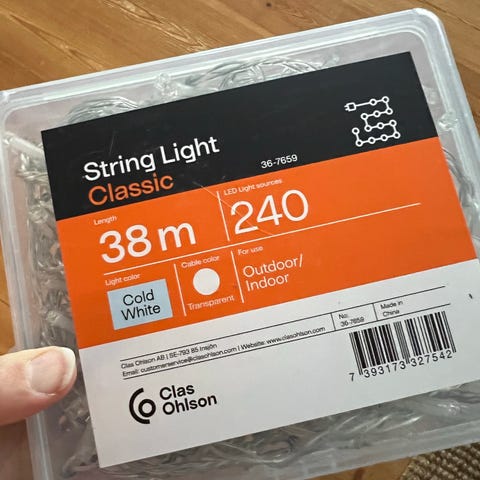 String Light
Classic
36-7659
Length
38 m
LED Light sources
240
Light color
Cold
White
Cable color
Transparent
For use
Outdoor/
Indoor
Clas Ohlson AB | SE-793 85 Insjön
Email: customerservice@clasohlson.com | Website: www.clasohlson.com
No:
36-7659
Made in
China
Clas
Ohlson
7 393173 327542